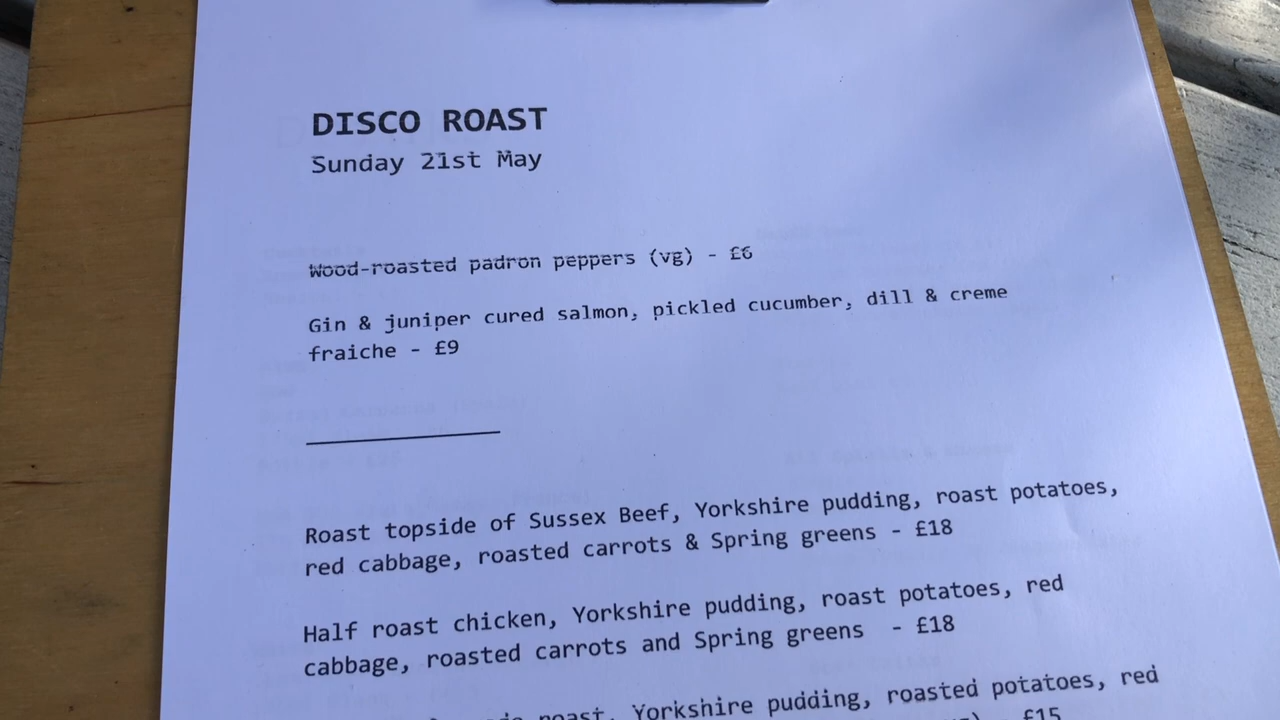 DISCO ROAST
Sunday 21st May
Wood-roasted padron peppers (vg) - £6
Gin & juniper cured salmon, pickled cucumber, dill & creme
fraiche - £9
Roast topside of Sussex Beef, Yorkshire pudding, roast potatoes,
red cabbage, roasted carrots & Spring greens - £18
Half roast chicken, Yorkshire pudding, roast potatoes, red
cabbage, roasted carrots and Spring greens - £18
roast, Yorkshire pudding, roasted potatoes, red
£15